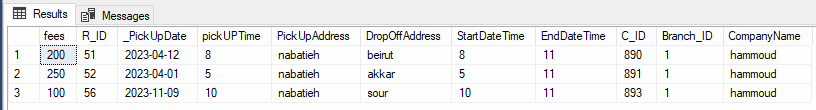 Results Messages
fees R_ID _PickUpDate pickUPTime PickUpAddress DropOffAddress StartDateTime EndDateTime C_ID Branch_ID CompanyName
1 200 51 2023-04-12 8 nabatieh beirut 8 11 890 1 hammoud
2 250 52 2023-04-01 5 nabatieh akkar 5 11 891 1 hammoud
3 100 56 2023-11-09 10 nabatieh sour 10 11 893 1 hammoud